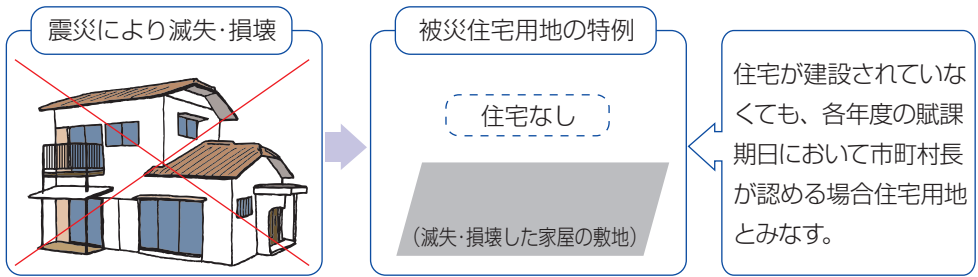 震災により滅失･損壊
被災住宅用地の特例
住宅なし
（滅失･損壊した家屋の敷地）
住宅が建設されていな
くても、各年度の賦課
期日において市町村長
が認める場合住宅用地
とみなす。